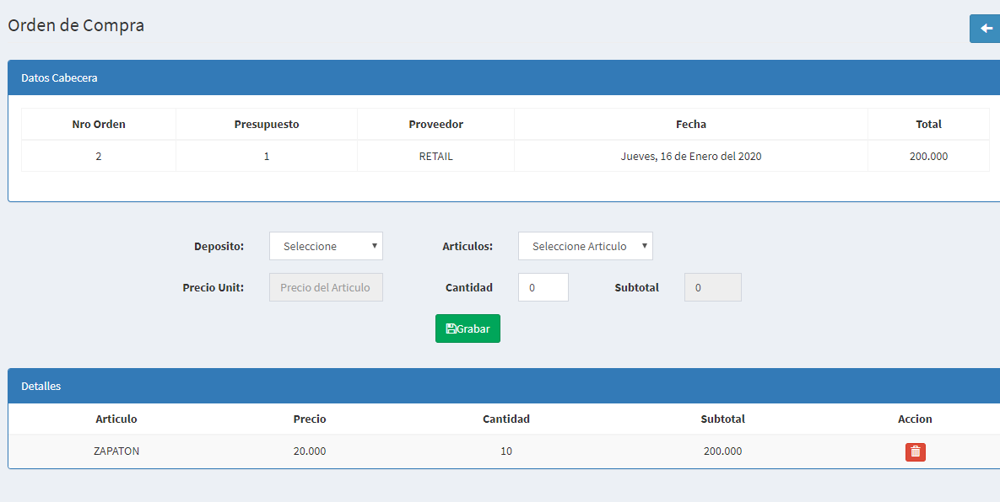 Orden de Compra
Datos Cabecera
Nro Orden Presupuesto Proveedor Fecha Total
2 1 RETAIL Jueves, 16 de Enero del 2020 200.000
Deposito: Seleccione Articulos: Seleccione Articulo
Precio Unit: Precio del Articulo Cantidad 0 Subtotal 0
Grabar
Detalles
Articulo Precio Cantidad Subtotal Accion
ZAPATON 20.000 10 200.000